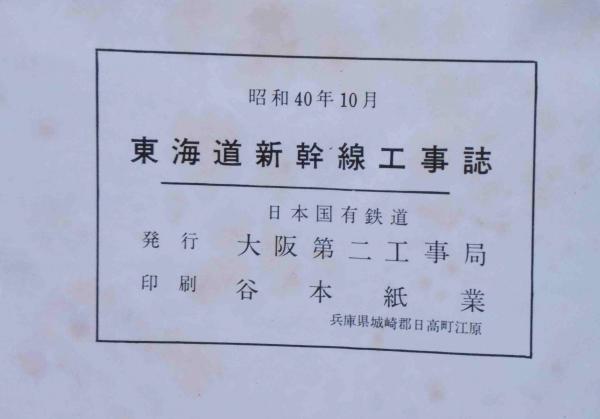 昭和40年10月
東海道新幹線工事誌
日本国有鉄道
発行 大阪第二工事局
印刷 谷本紙業
兵庫県城崎郡日高町江原